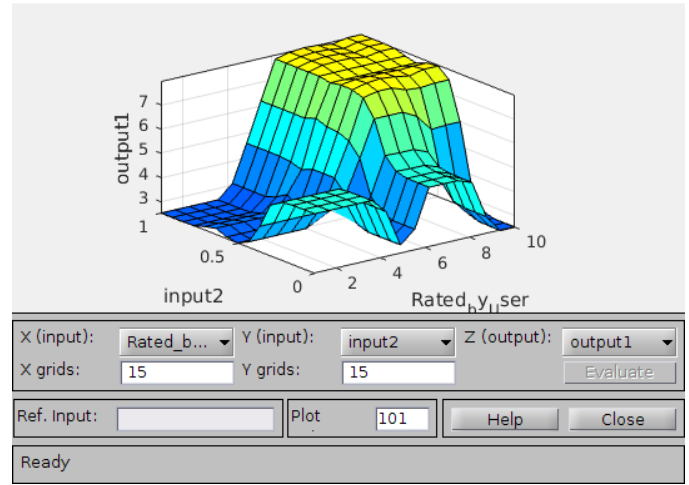 7
6
5
4
3
output1
1
0.5
0
input2
2
4
6
8
10
Rated_by_User
X (input):
Rated_b...
Y (input):
input2
Z (output):
output1
X grids:
15
Y grids:
15
Evaluate
Ref. Input:
Plot
101
Help
Close
Ready